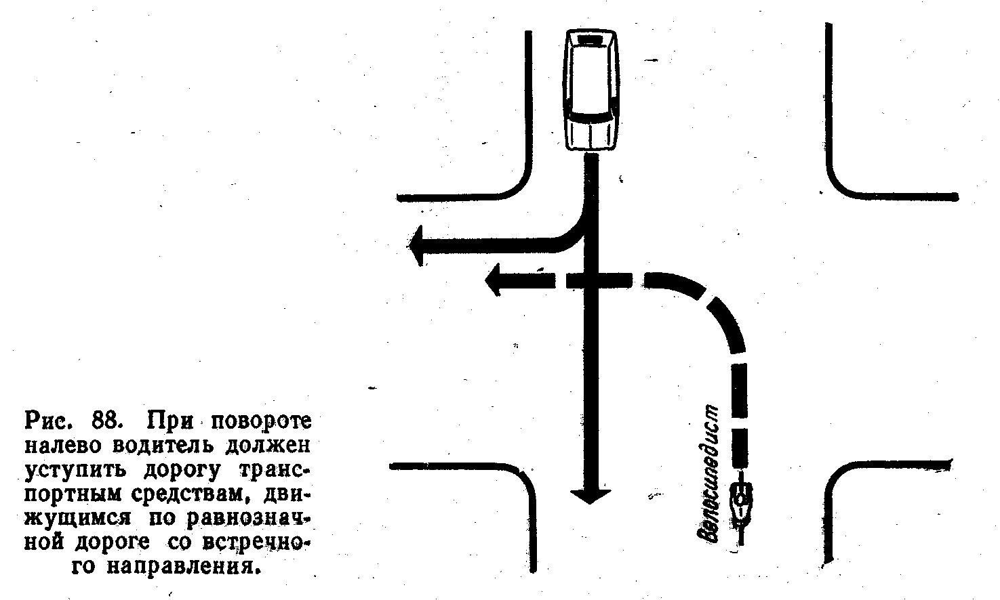 Рис. 88. При повороте
налево водитель должен
уступить дорогу транс-
портным средствам, дви-
жущимся по равнознач-
ной дороге со встречно-
го направления.
Велосипедист